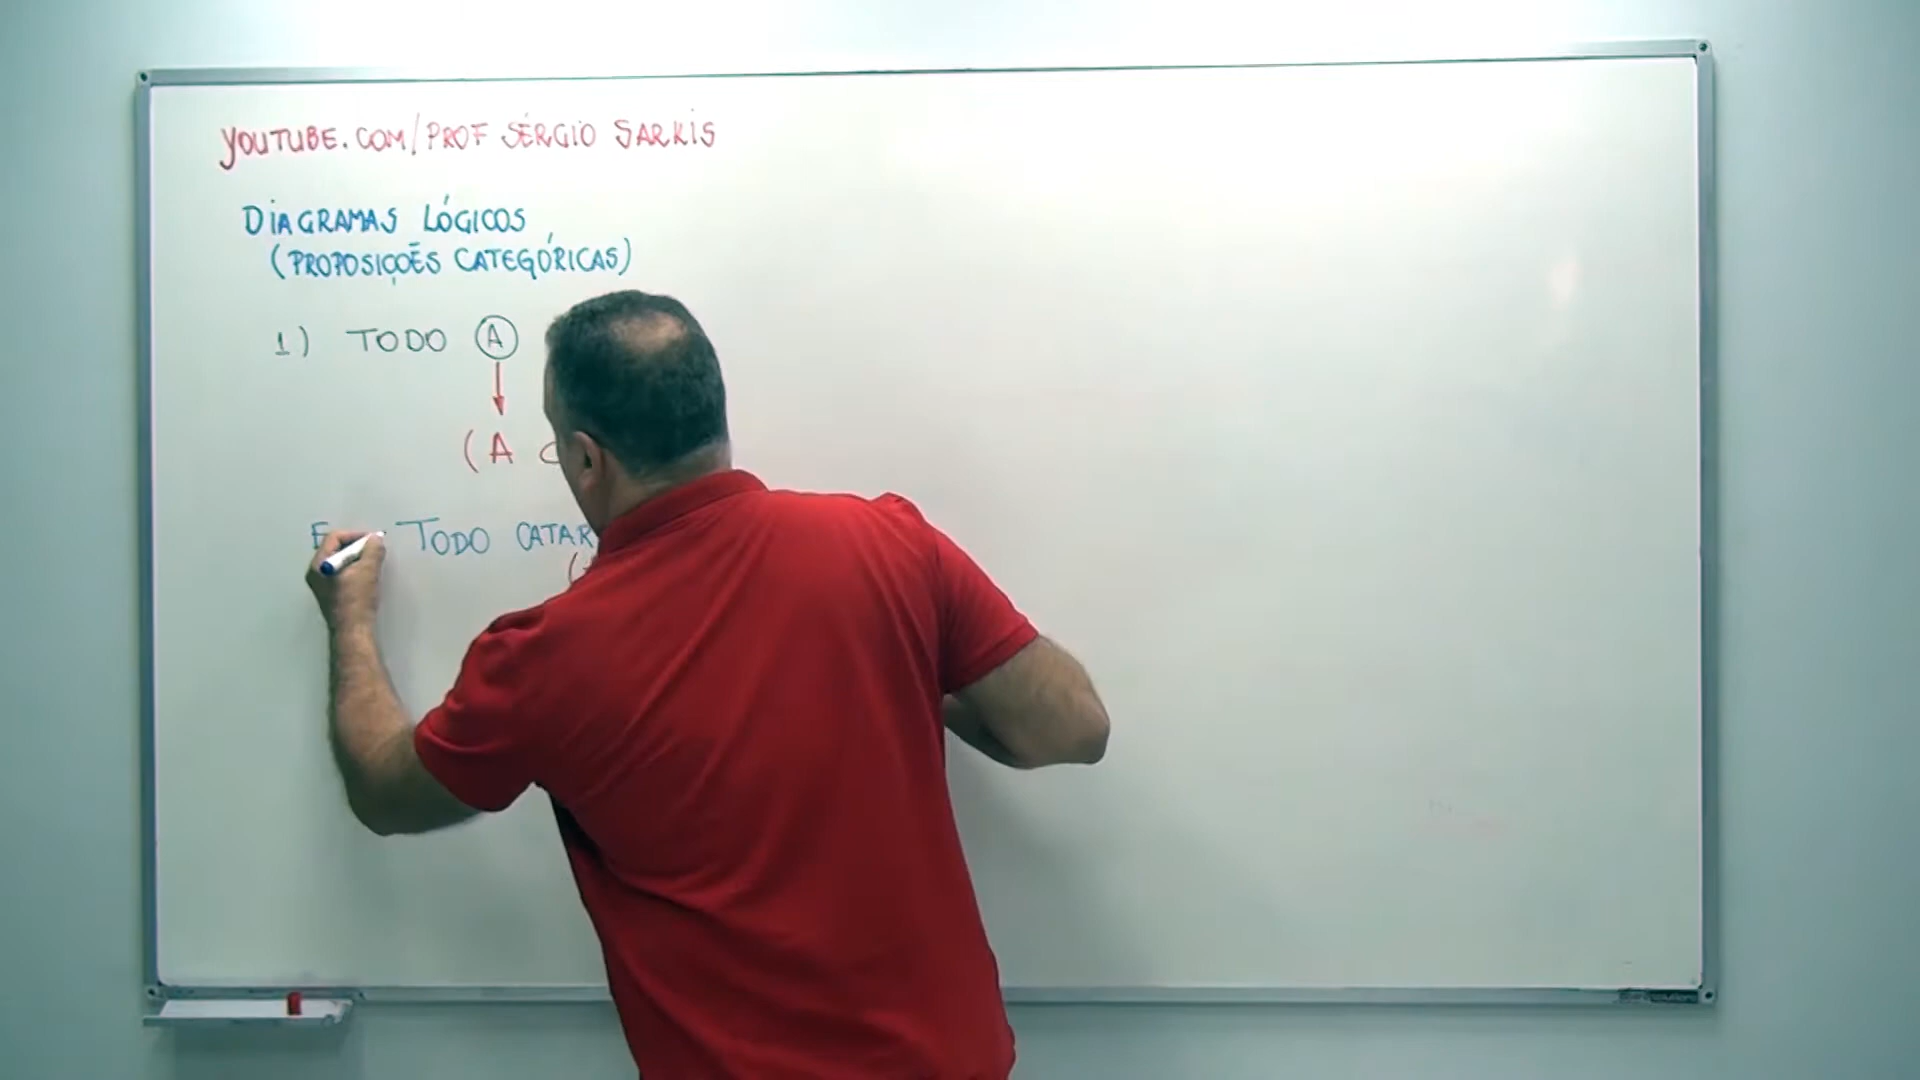 YOUTUBE.COM/PROF SÉRGIO SARKIS
DIAGRAMAS LÓGICOS
(PROPOSIÇÕES CATEGÓRICAS)
1) TODO A
(A
TODO CATAR